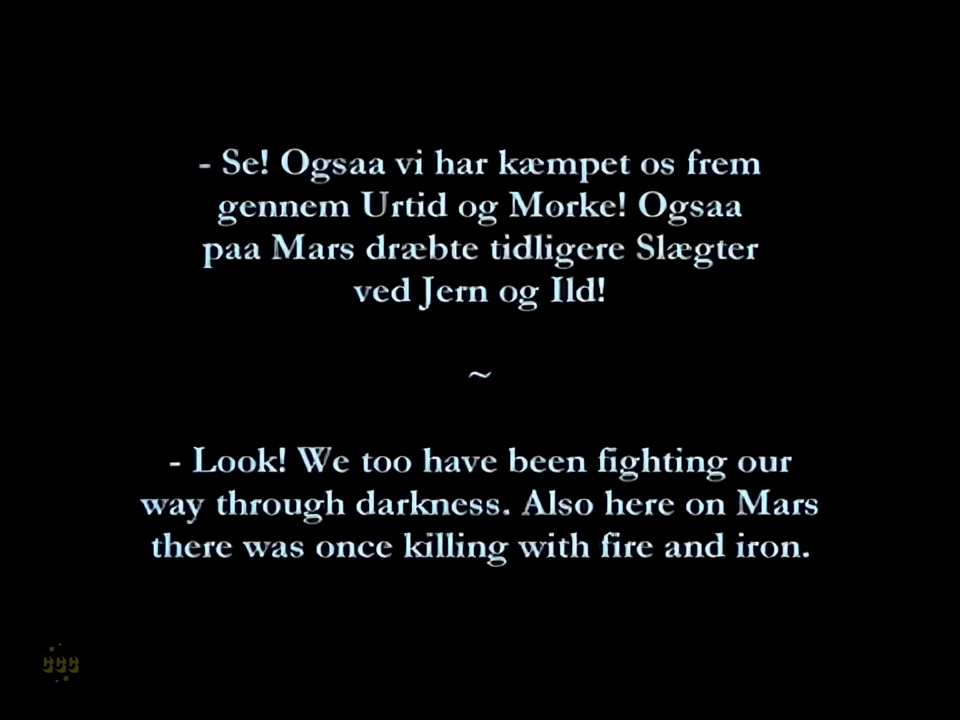 - Se! Ogsaa vi har kæmpet os frem
gennem Urtid og Mørke! Ogsaa
paa Mars dræbte tidligere Slægter
ved Jern og Ild!
~
- Look! We too have been fighting our
way through darkness. Also here on Mars
there was once killing with fire and iron.
CCC